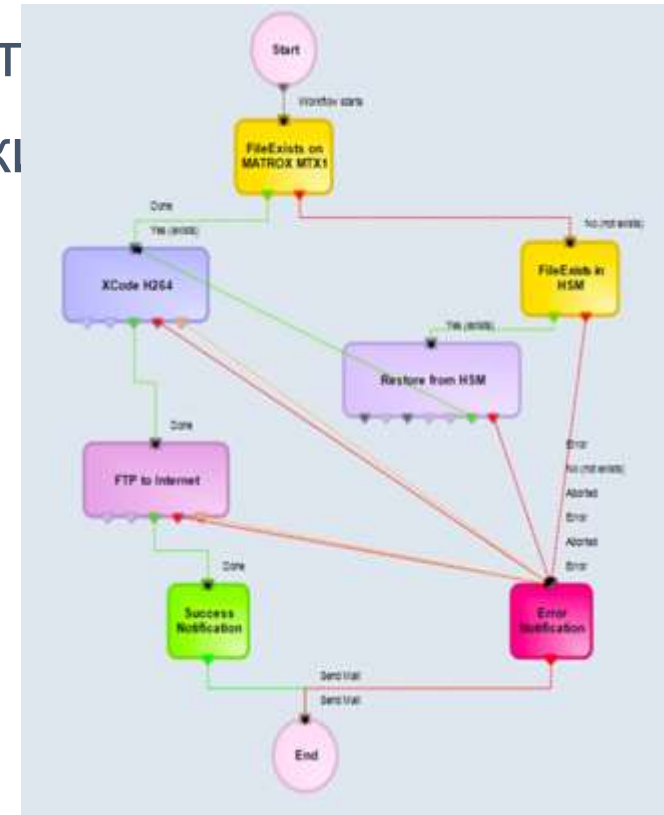 Start
Workflow starts
FileExists on
MATROX MTX1
Done
Yes (exists)
No (not exists)
XCode H264
FileExists in
HSM
Yes (exists)
Restore from HSM
Done
Error
No (not exists)
Aborted
Error
Aborted
Error
FTP to Internet
Done
Success
Notification
Error
Notification
Send Mail
Send Mail
End